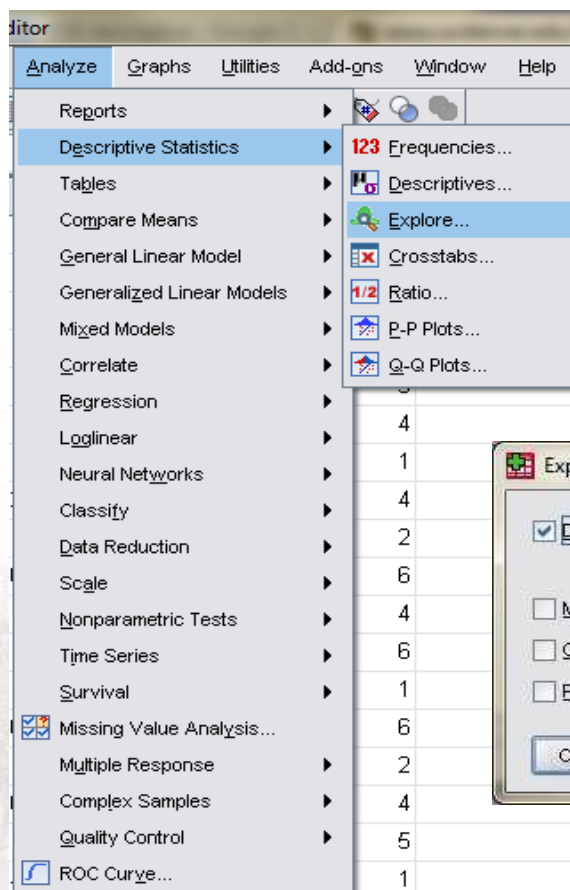 ditor
Analyze Graphs Utilities Add-ons Window Help
Reports
Descriptive Statistics
Tables
Compare Means
General Linear Model
Generalized Linear Models
Mixed Models
Correlate
Regression
Loglinear
Neural Networks
Classify
Data Reduction
Scale
Nonparametric Tests
Time Series
Survival
Missing Value Analysis...
Multiple Response
Complex Samples
Quality Control
ROC Curve...
123 Frequencies...
Descriptives...
Explore...
Crosstabs...
1/2 Ratio...
P-P Plots...
Q-Q Plots...
4
1
4
2
6
4
6
1
6
2
4
5
1
Exp